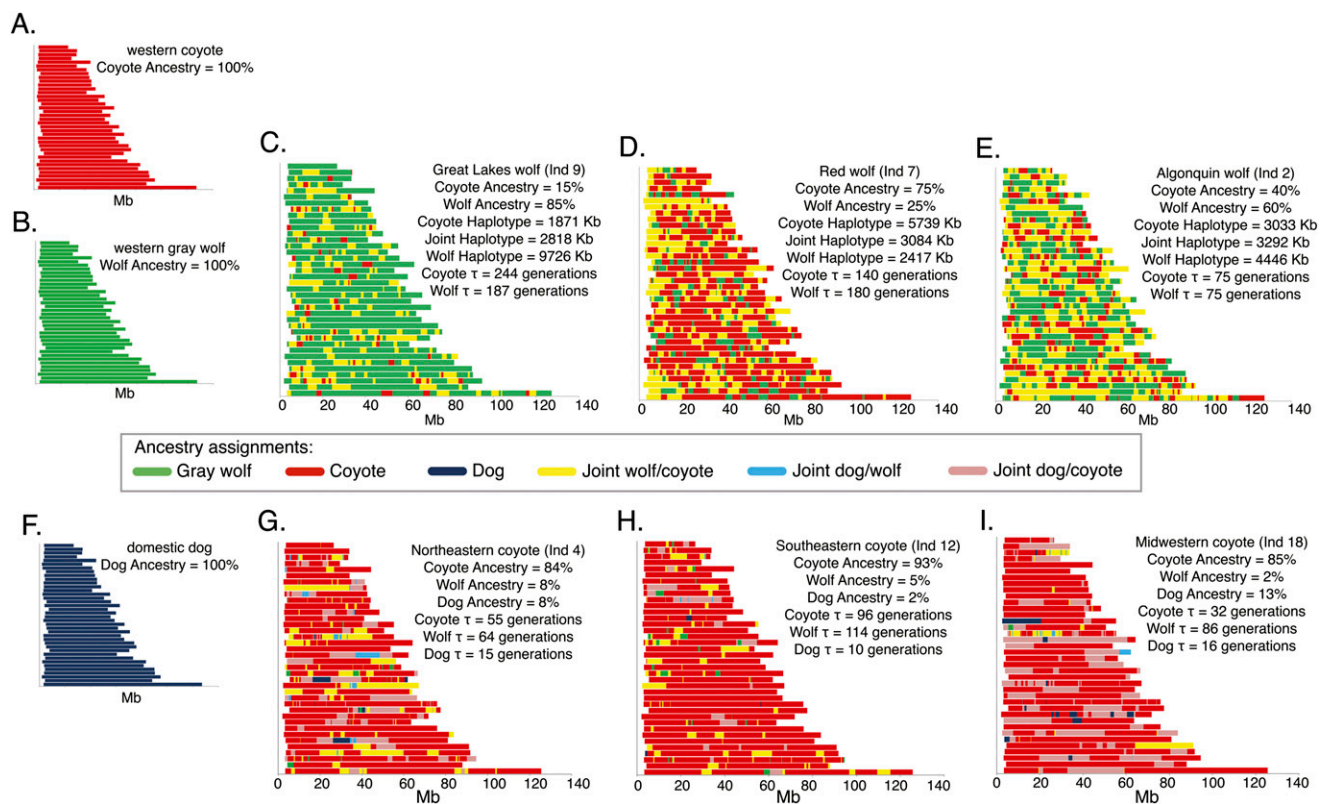 A.
western coyote
Coyote Ancestry = 100%
Mb
B.
western gray wolf
Wolf Ancestry = 100%
Mb
C.
Great Lakes wolf (Ind 9)
Coyote Ancestry = 15%
Wolf Ancestry = 85%
Coyote Haplotype = 1871 Kb
Joint Haplotype = 2818 Kb
Wolf Haplotype = 9726 Kb
Coyote τ = 244 generations
Wolf τ = 187 generations
0 20 40 60 80 100 120 140
Mb
D.
Red wolf (Ind 7)
Coyote Ancestry = 75%
Wolf Ancestry = 25%
Coyote Haplotype = 5739 Kb
Joint Haplotype = 3084 Kb
Wolf Haplotype = 2417 Kb
Coyote τ = 140 generations
Wolf τ = 180 generations
0 20 40 60 80 100 120 140
Mb
E.
Algonquin wolf (Ind 2)
Coyote Ancestry = 40%
Wolf Ancestry = 60%
Coyote Haplotype = 3033 Kb
Joint Haplotype = 3292 Kb
Wolf Haplotype = 4446 Kb
Coyote τ = 75 generations
Wolf τ = 75 generations
0 20 40 60 80 100 120 140
Mb
Ancestry assignments:
Gray wolf Coyote Dog Joint wolf/coyote Joint dog/wolf Joint dog/coyote
F.
domestic dog
Dog Ancestry = 100%
Mb
G.
Northeastern coyote (Ind 4)
Coyote Ancestry = 84%
Wolf Ancestry = 8%
Dog Ancestry = 8%
Coyote τ = 55 generations
Wolf τ = 64 generations
Dog τ = 15 generations
0 20 40 60 80 100 120 140
Mb
H.
Southeastern coyote (Ind 12)
Coyote Ancestry = 93%
Wolf Ancestry = 5%
Dog Ancestry = 2%
Coyote τ = 96 generations
Wolf τ = 114 generations
Dog τ = 10 generations
0 20 40 60 80 100 120 140
Mb
I.
Midwestern coyote (Ind 18)
Coyote Ancestry = 85%
Wolf Ancestry = 2%
Dog Ancestry = 13%
Coyote τ = 32 generations
Wolf τ = 86 generations
Dog τ = 16 generations
0 20 40 60 80 100 120 140
Mb